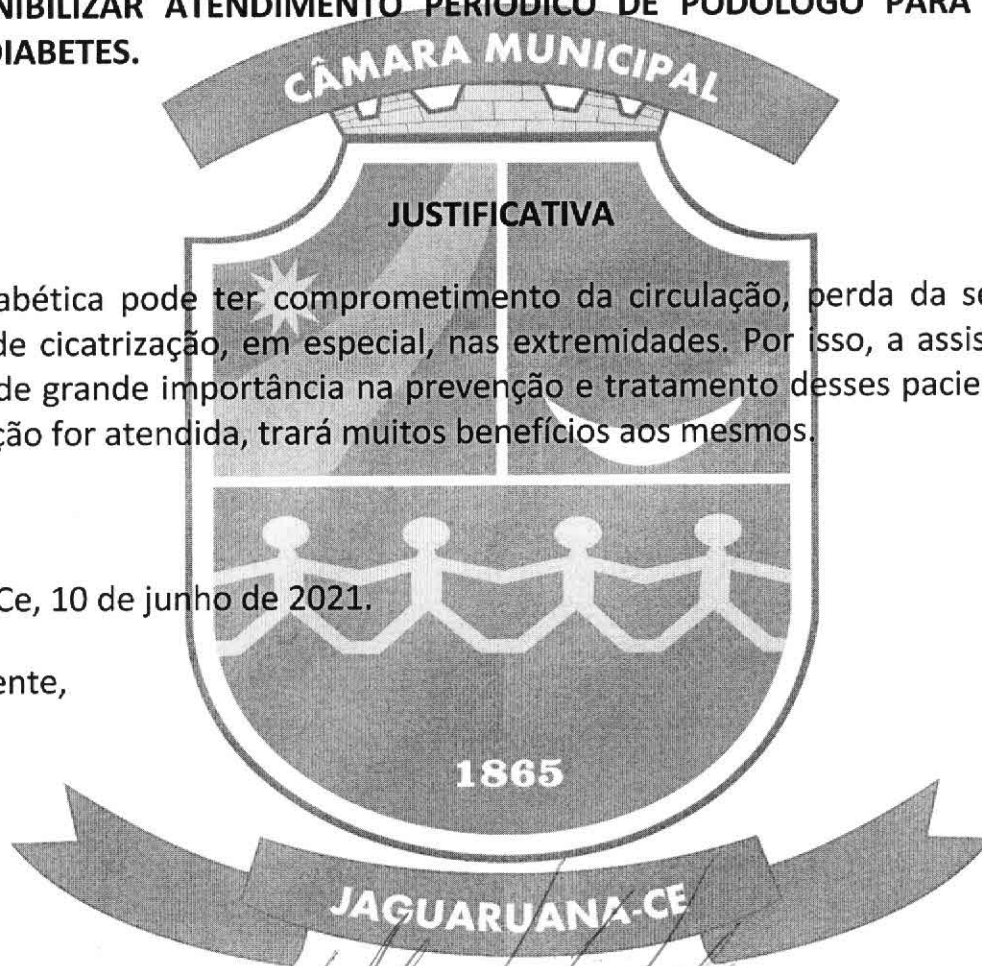 NIBILIZAR ATENDIMENTO PERIÓDICO DE PODÓLOGO PARA
DIABETES.
CÂMARA MUNICIPAL
JUSTIFICATIVA
abética pode ter comprometimento da circulação, perda da se
de cicatrização, em especial, nas extremidades. Por isso, a assis
de grande importância na prevenção e tratamento desses pacie
ção for atendida, trará muitos benefícios aos mesmos.
Ce, 10 de junho de 2021.
ente,
1865
JAGUARUANA-CE